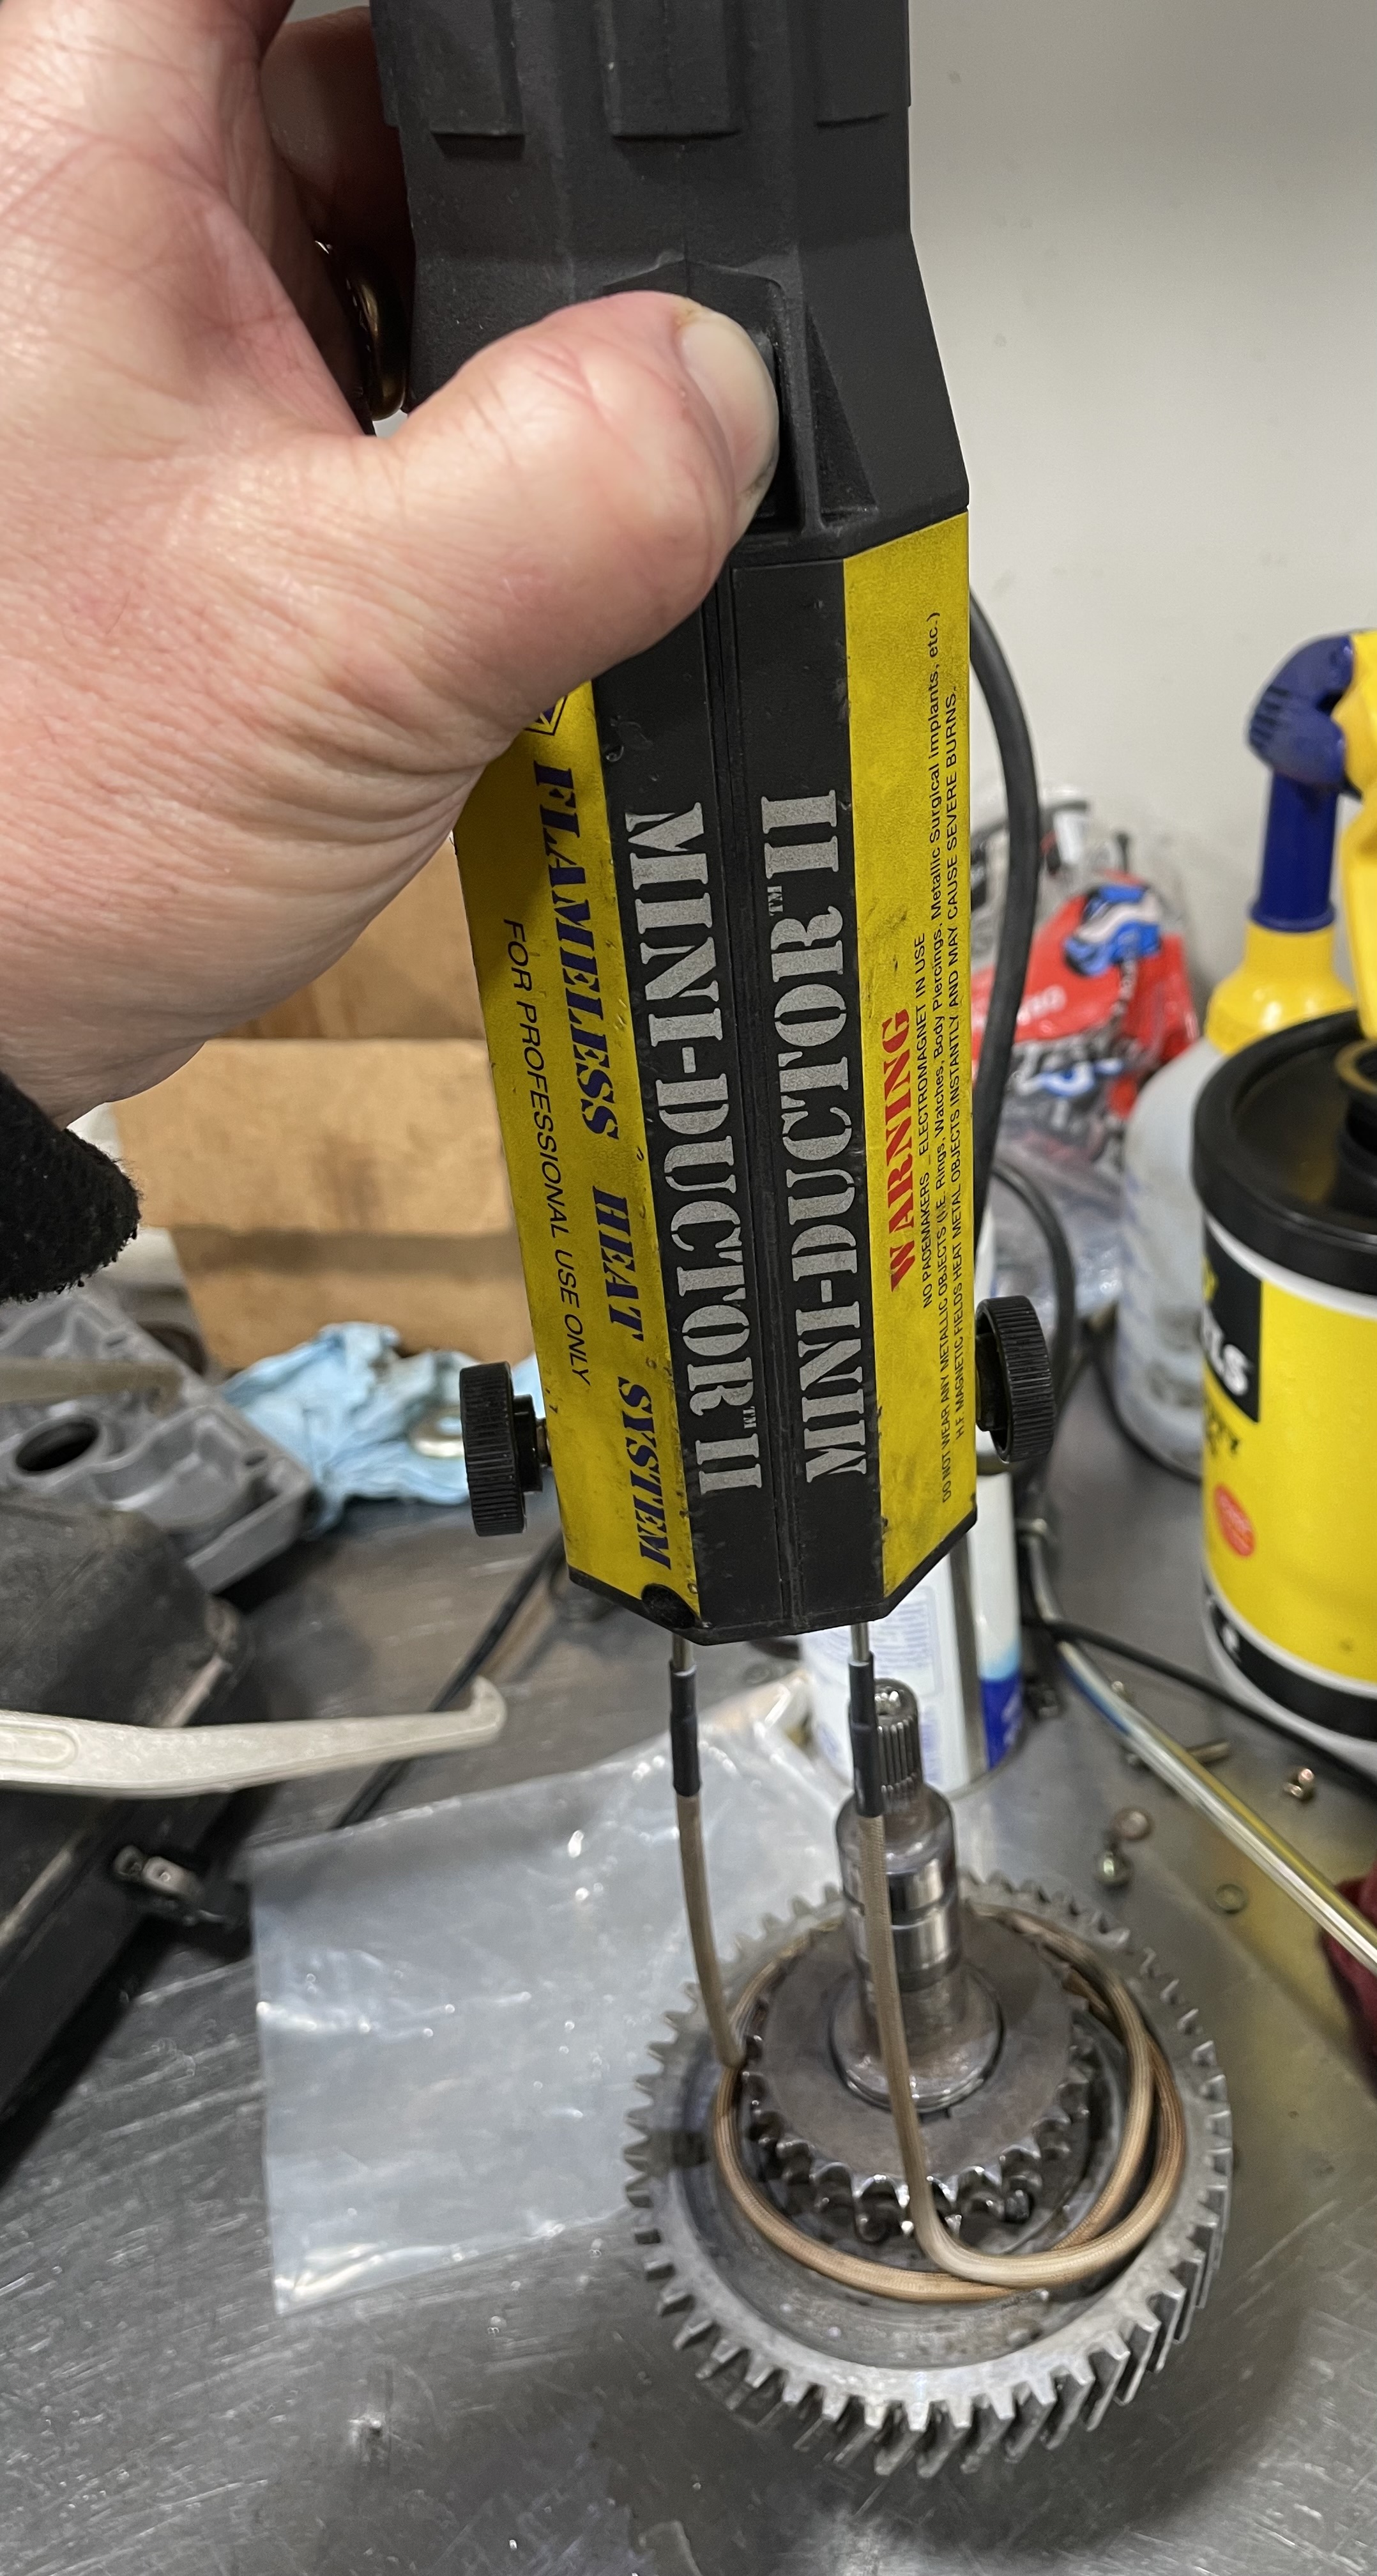 FLAMELESS HEAT SYSTEM
FOR PROFESSIONAL USE ONLY
MINI-DUCTOR™ II
MINI-DUCTOR™ II
WARNING
NO PACEMAKERS - ELECTROMAGNET IN USE
DO NOT WEAR ANY METALLIC OBJECTS (I.E. Rings, Watches, Body Piercings, Metallic Surgical implants, etc.)
H.F. MAGNETIC FIELDS HEAT METAL OBJECTS INSTANTLY AND MAY CAUSE SEVERE BURNS.